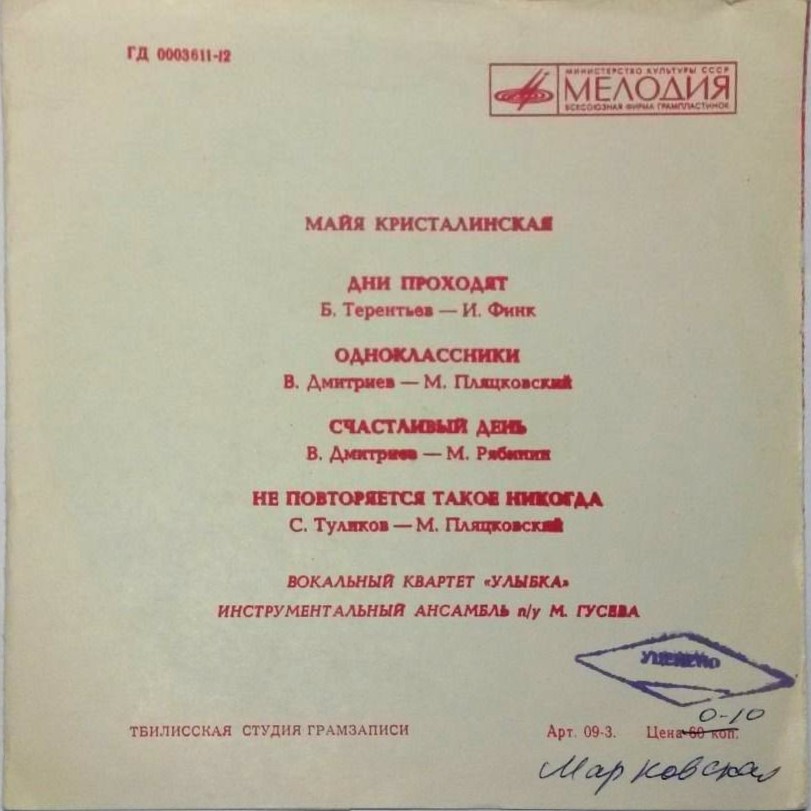 ГД 0003611-12
МИНИСТЕРСТВО КУЛЬТУРЫ СССР
МЕЛОДИЯ
ВСЕСОЮЗНАЯ ФИРМА ГРАМПЛАСТИНОК
МАЙЯ КРИСТАЛИНСКАЯ
ДНИ ПРОХОДЯТ
Б. Терентьев — И. Финк
ОДНОКЛАССНИКИ
В. Дмитриев — М. Пляцковский
СЧАСТЛИВЫЙ ДЕНЬ
В. Дмитриев — М. Рябинин
НЕ ПОВТОРЯЕТСЯ ТАКОЕ НИКОГДА
С. Туликов — М. Пляцковский
ВОКАЛЬНЫЙ КВАРТЕТ «УЛЫБКА»
ИНСТРУМЕНТАЛЬНЫЙ АНСАМБЛЬ п/у М. ГУСЕВА
УЦЕНЕНО
0-10
ТБИЛИССКАЯ СТУДИЯ ГРАМЗАПИСИ Арт. 09-3. Цена 60 коп.
Марковская